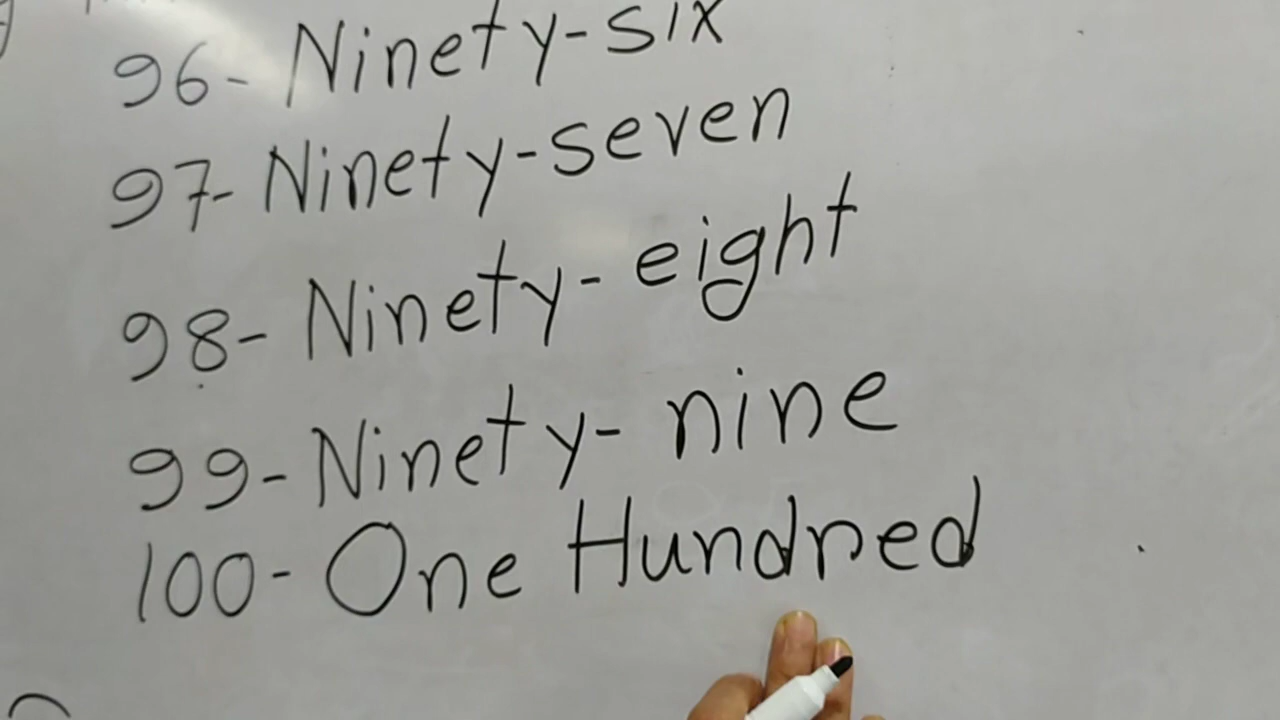 96- Ninety-six
97- Ninety-seven
98- Ninety-eight
99- Ninety-nine
100- One Hundred